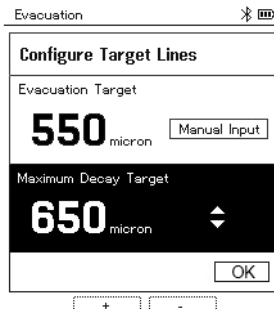 Evacuation
Configure Target Lines
Evacuation Target
550 micron
Manual Input
Maximum Decay Target
650 micron
OK
+ -